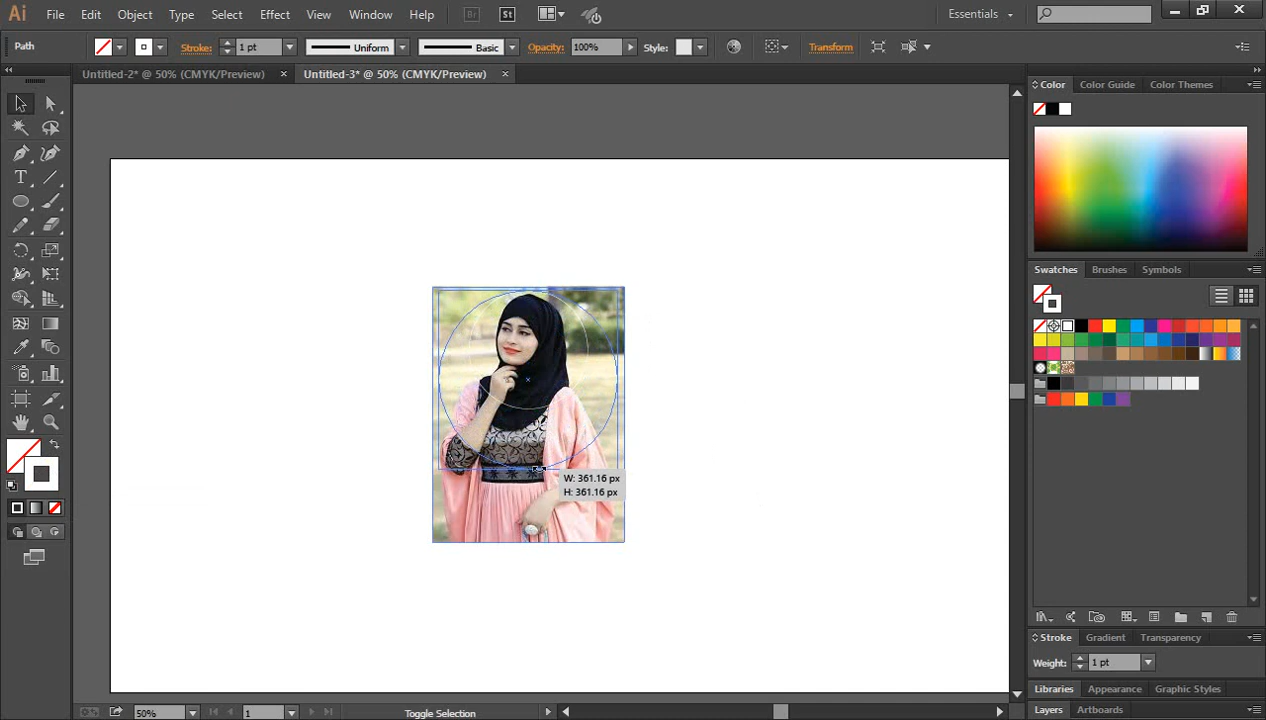 Ai File Edit Object Type Select Effect View Window Help Br St Essentials
Path Stroke: 1 pt Uniform Basic Opacity: 100% Style: Transform
Untitled-2* @ 50% (CMYK/Preview) × Untitled-3* @ 50% (CMYK/Preview) ×
Color Color Guide Color Themes
T
Swatches Brushes Symbols
W: 361.16 px
H: 361.16 px
Stroke Gradient Transparency
Weight: 1 pt
Libraries Appearance Graphic Styles
50% 1 Toggle Selection
Layers Artboards